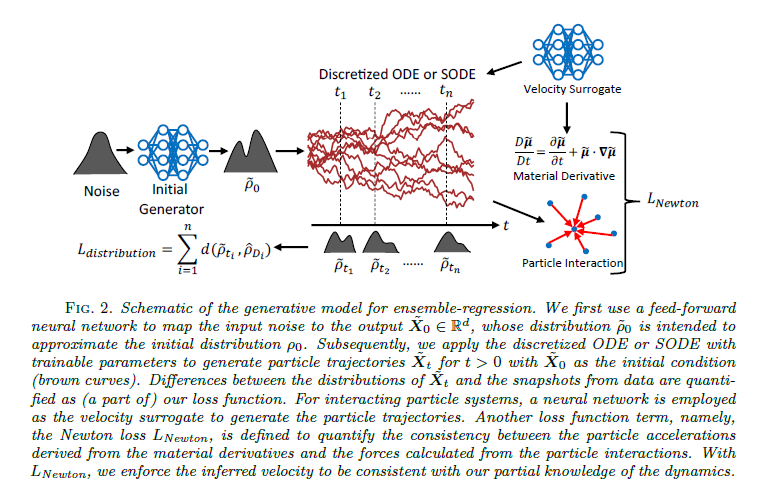 Discretized ODE or SODE
Velocity Surrogate
t₁ t₂ ...... tₙ
Noise
Initial
Generator
ρ̃₀
Dμ̃/Dt = ∂μ̃/∂t + μ̃ · ∇μ̃
Material Derivative
L_Newton
t
Particle Interaction
L_distribution = ∑_{i=1}^{n} d(ρ̃_{t_i}, ρ̂_{D_i})
ρ̃_{t₁} ρ̃_{t₂} ...... ρ̃_{tₙ}
FIG. 2. Schematic of the generative model for ensemble-regression. We first use a feed-forward
neural network to map the input noise to the output X̃₀ ∈ ℝᵈ, whose distribution ρ̃₀ is intended to
approximate the initial distribution ρ₀. Subsequently, we apply the discretized ODE or SODE with
trainable parameters to generate particle trajectories X̃ₜ for t > 0 with X̃₀ as the initial condition
(brown curves). Differences between the distributions of X̃ₜ and the snapshots from data are quanti-
fied as (a part of) our loss function. For interacting particle systems, a neural network is employed
as the velocity surrogate to generate the particle trajectories. Another loss function term, namely,
the Newton loss L_Newton, is defined to quantify the consistency between the particle accelerations
derived from the material derivatives and the forces calculated from the particle interactions. With
L_Newton, we enforce the inferred velocity to be consistent with our partial knowledge of the dynamics.